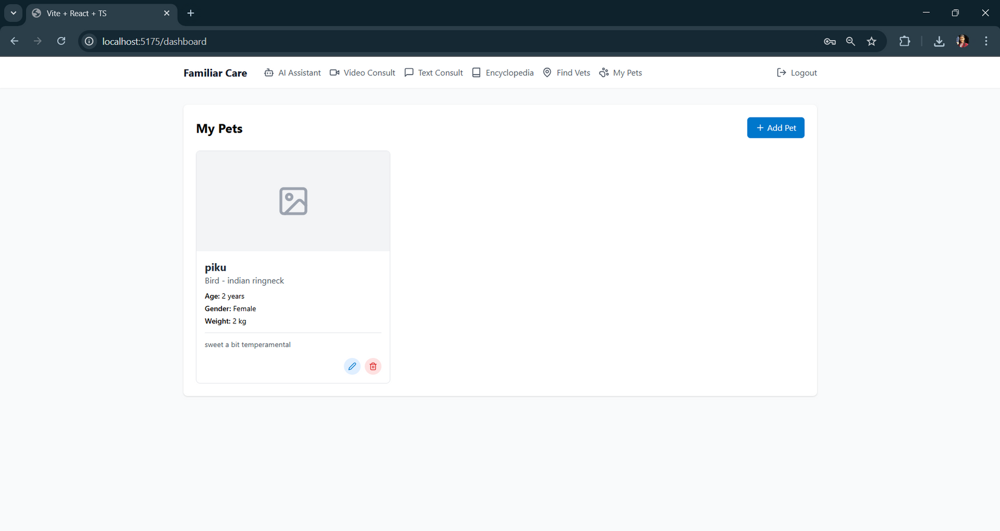 Vite + React + TS
localhost:5175/dashboard
Familiar Care
AI Assistant
Video Consult
Text Consult
Encyclopedia
Find Vets
My Pets
Logout
My Pets
+ Add Pet
piku
Bird - indian ringneck
Age: 2 years
Gender: Female
Weight: 2 kg
sweet a bit temperamental